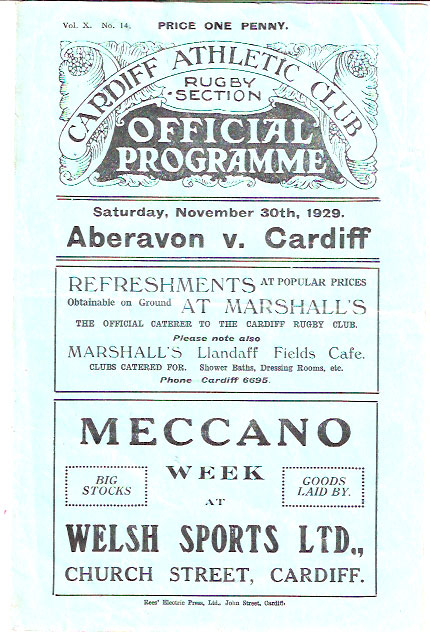 Vol. X. No. 14.
PRICE ONE PENNY.
CARDIFF ATHLETIC CLUB
RUGBY
SECTION
OFFICIAL
PROGRAMME
Saturday, November 30th, 1929.
Aberavon v. Cardiff
REFRESHMENTS AT POPULAR PRICES
Obtainable on Ground AT MARSHALL'S
THE OFFICIAL CATERER TO THE CARDIFF RUGBY CLUB.
Please note also
MARSHALL'S Llandaff Fields Cafe.
CLUBS CATERED FOR. Shower Baths, Dressing Rooms, etc.
Phone Cardiff 6695.
MECCANO
WEEK
BIG
STOCKS
GOODS
LAID BY.
AT
WELSH SPORTS LTD.,
CHURCH STREET, CARDIFF.
Rees' Electric Press, Ltd., John Street, Cardiff.